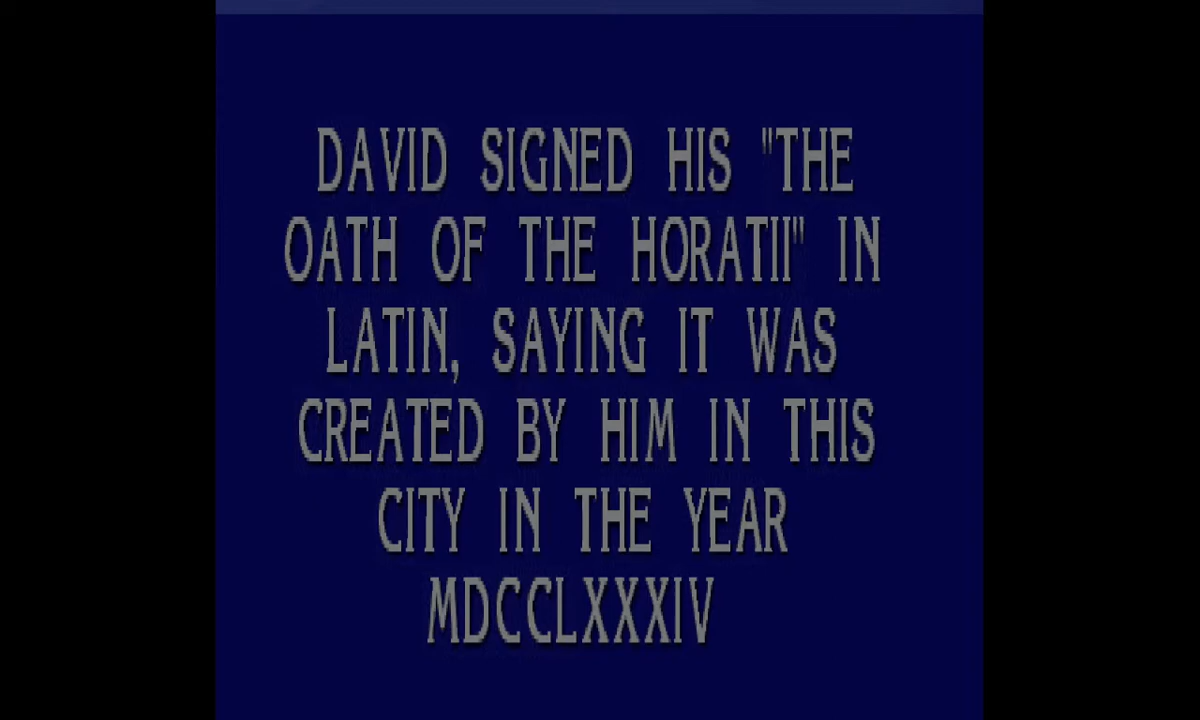 DAVID SIGNED HIS "THE
OATH OF THE HORATII" IN
LATIN, SAYING IT WAS
CREATED BY HIM IN THIS
CITY IN THE YEAR
MDCCLXXXIV